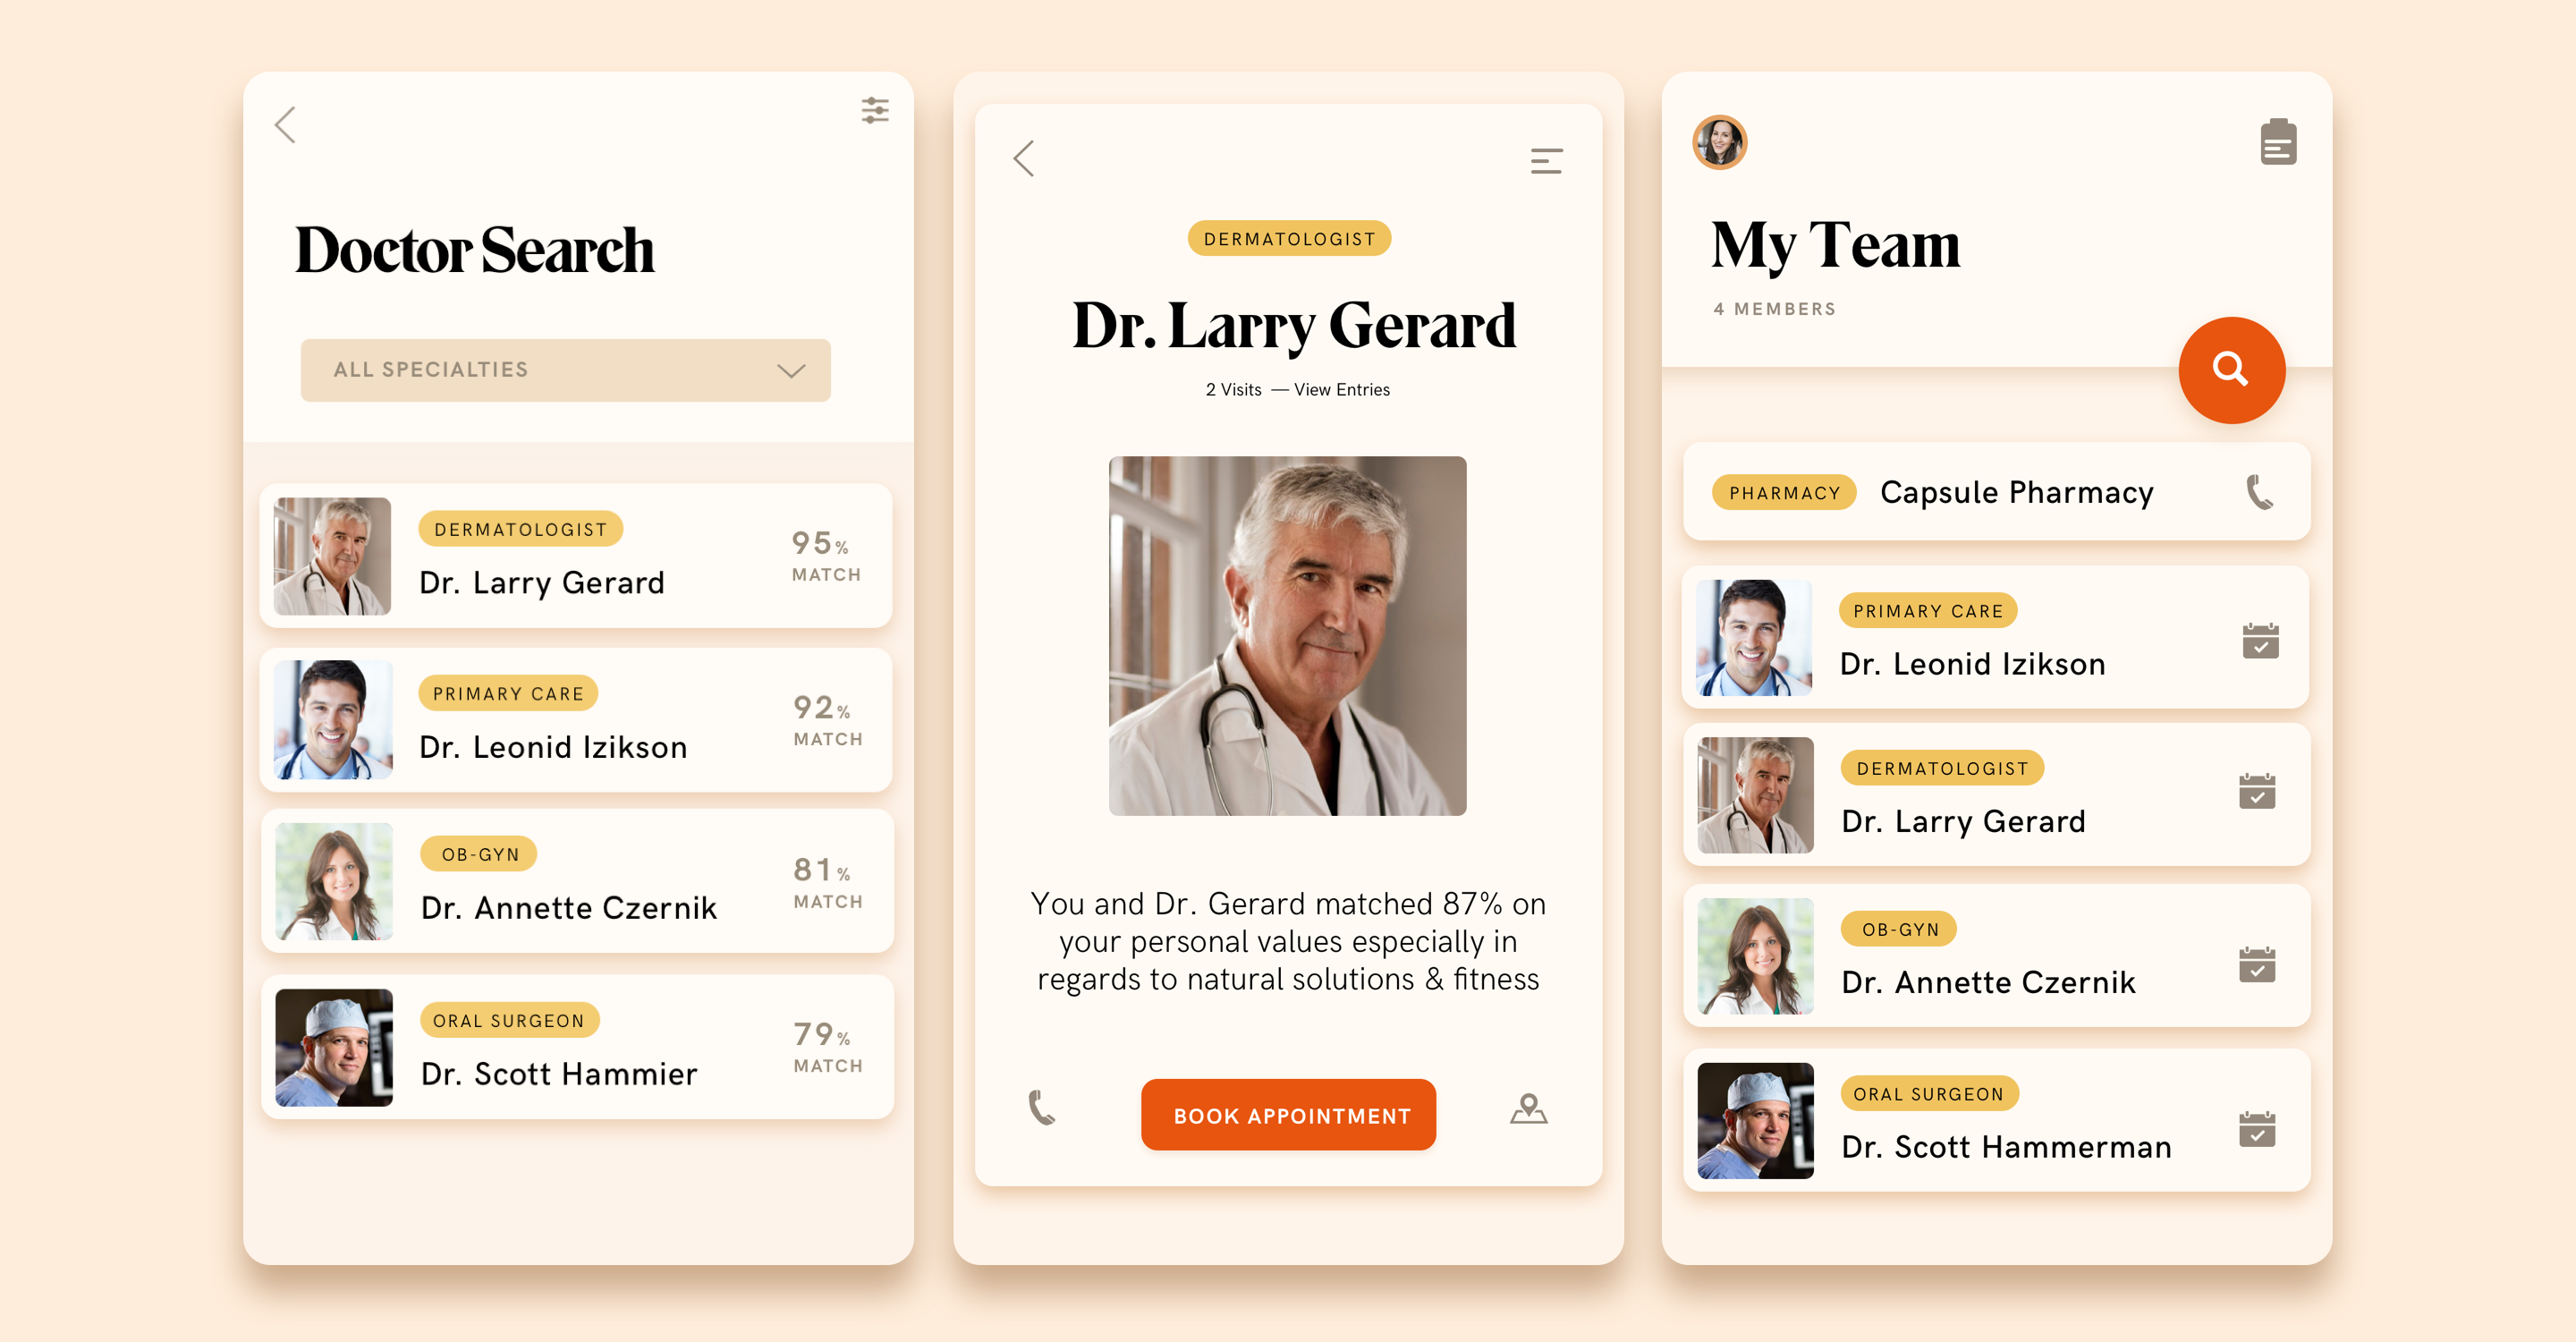 Doctor Search
ALL SPECIALTIES
DERMATOLOGIST
Dr. Larry Gerard
95%
MATCH
PRIMARY CARE
Dr. Leonid Izikson
92%
MATCH
OB-GYN
Dr. Annette Czernik
81%
MATCH
ORAL SURGEON
Dr. Scott Hammier
79%
MATCH
DERMATOLOGIST
Dr. Larry Gerard
2 Visits — View Entries
You and Dr. Gerard matched 87% on
your personal values especially in
regards to natural solutions & fitness
BOOK APPOINTMENT
My Team
4 MEMBERS
PHARMACY Capsule Pharmacy
PRIMARY CARE
Dr. Leonid Izikson
DERMATOLOGIST
Dr. Larry Gerard
OB-GYN
Dr. Annette Czernik
ORAL SURGEON
Dr. Scott Hammerman